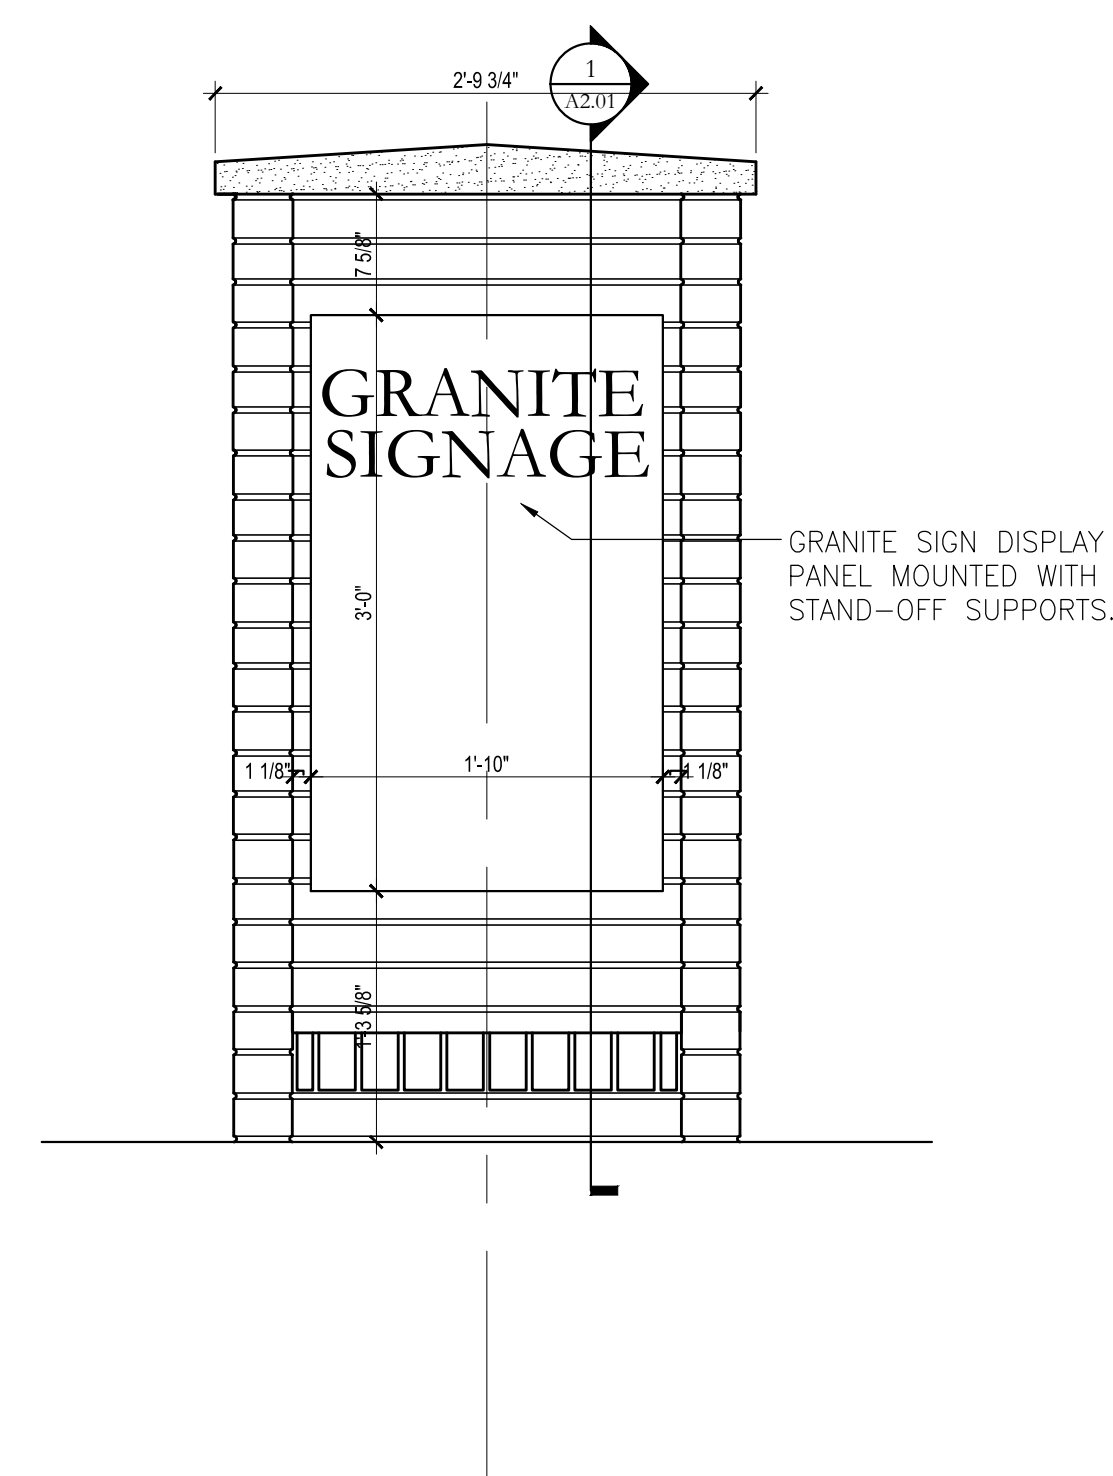 2'-9 3/4"
1
A2.01
7 5/8"
GRANITE
SIGNAGE
GRANITE SIGN DISPLAY
PANEL MOUNTED WITH
STAND-OFF SUPPORTS.
3'-0"
1 1/8"
1'-10"
1 1/8"
1'-3 5/8"